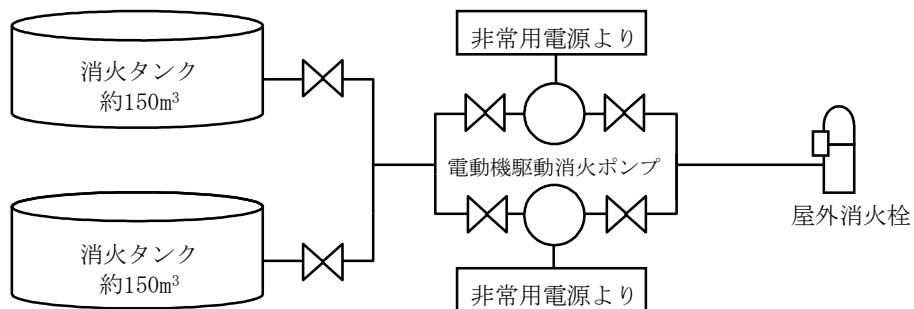 非常用電源より
消火タンク
約150m³
電動機駆動消火ポンプ
屋外消火栓
消火タンク
約150m³
非常用電源より